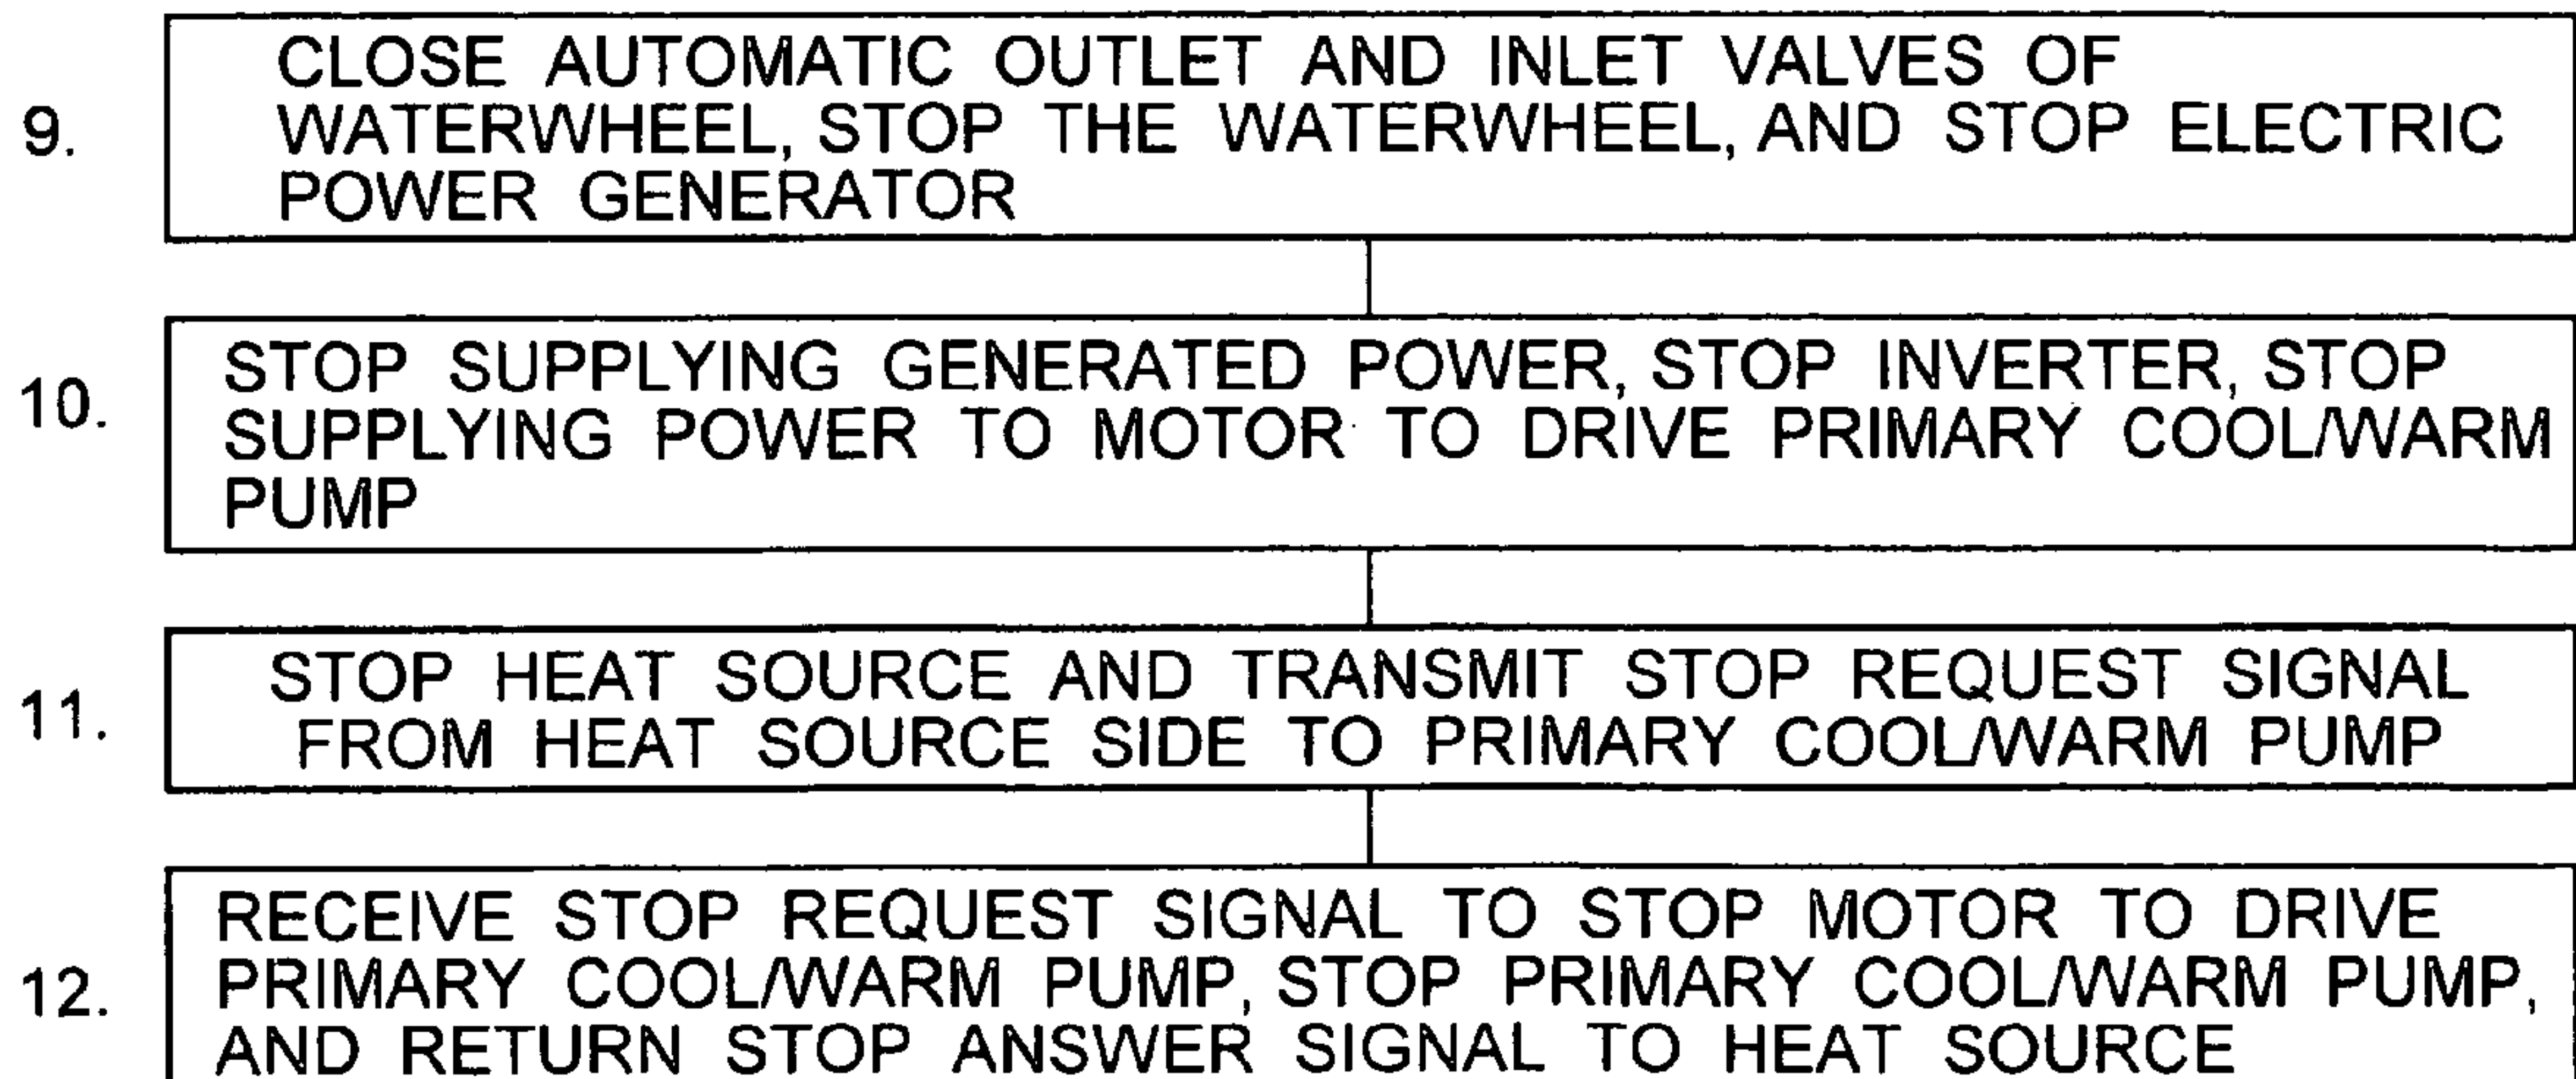 9.
CLOSE AUTOMATIC OUTLET AND INLET VALVES OF
WATERWHEEL, STOP THE WATERWHEEL, AND STOP ELECTRIC
POWER GENERATOR
10.
STOP SUPPLYING GENERATED POWER, STOP INVERTER, STOP
SUPPLYING POWER TO MOTOR TO DRIVE PRIMARY COOL/WARM
PUMP
11.
STOP HEAT SOURCE AND TRANSMIT STOP REQUEST SIGNAL
FROM HEAT SOURCE SIDE TO PRIMARY COOL/WARM PUMP
12.
RECEIVE STOP REQUEST SIGNAL TO STOP MOTOR TO DRIVE
PRIMARY COOL/WARM PUMP, STOP PRIMARY COOL/WARM PUMP,
AND RETURN STOP ANSWER SIGNAL TO HEAT SOURCE